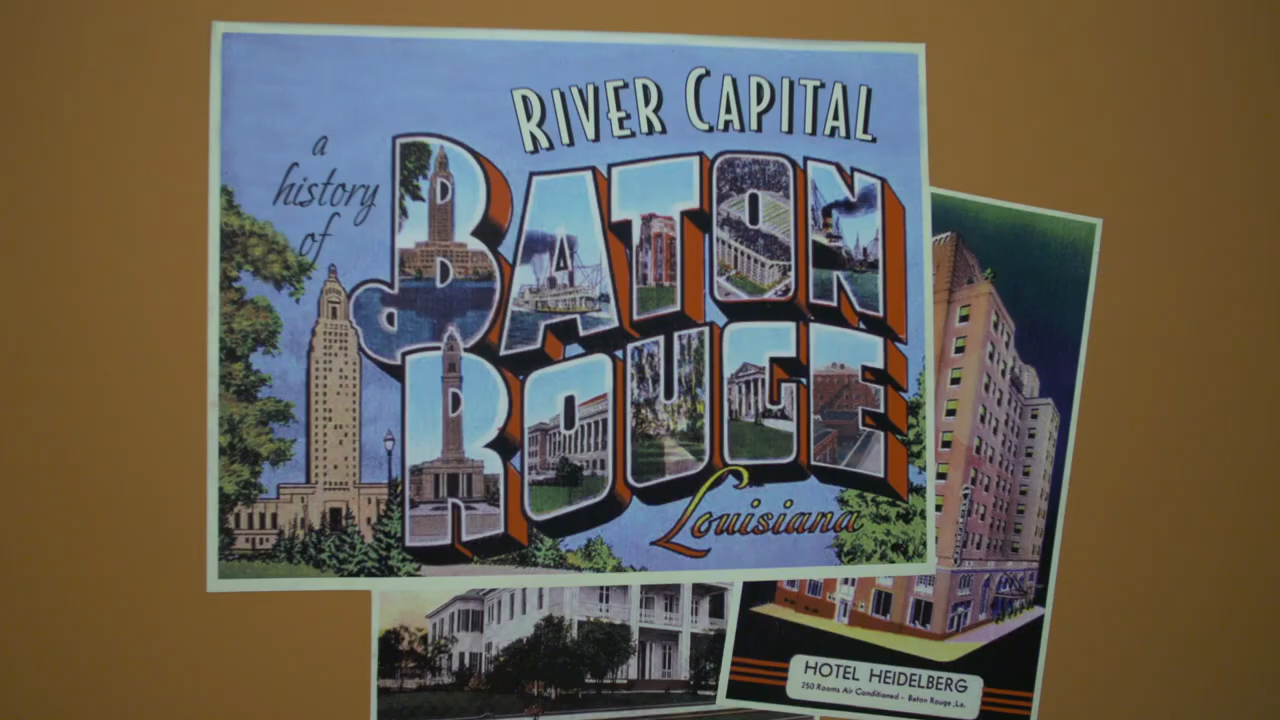 RIVER CAPITAL
a
history
of
BATON
ROUGE
Louisiana
HOTEL HEIDELBERG
250 Rooms Air Conditioned - Baton Rouge, La.